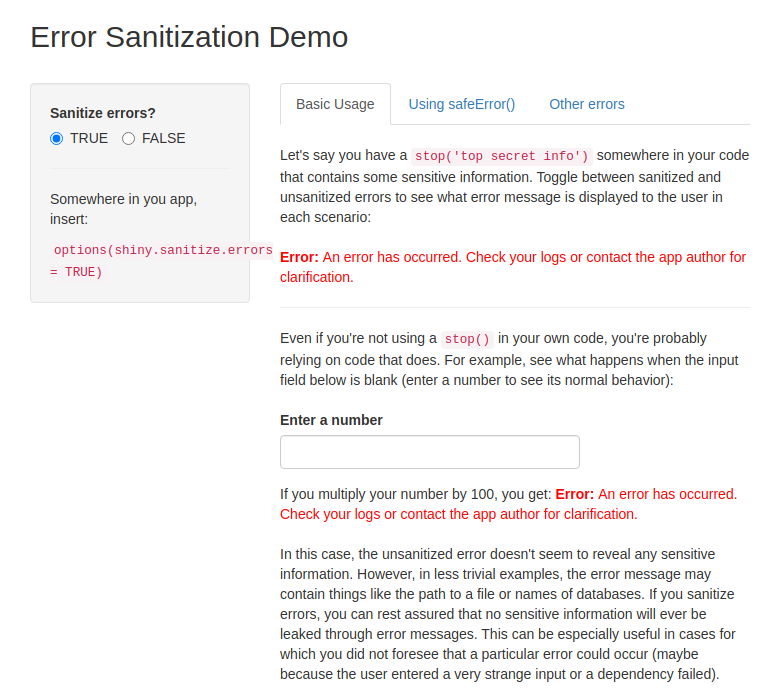 Error Sanitization Demo
Sanitize errors?
TRUE FALSE
Somewhere in you app,
insert:
options(shiny.sanitize.errors
= TRUE)
Basic Usage Using safeError() Other errors
Let's say you have a stop('top secret info') somewhere in your code
that contains some sensitive information. Toggle between sanitized and
unsanitized errors to see what error message is displayed to the user in
each scenario:
Error: An error has occurred. Check your logs or contact the app author for
clarification.
Even if you're not using a stop() in your own code, you're probably
relying on code that does. For example, see what happens when the input
field below is blank (enter a number to see its normal behavior):
Enter a number
If you multiply your number by 100, you get: Error: An error has occurred.
Check your logs or contact the app author for clarification.
In this case, the unsanitized error doesn't seem to reveal any sensitive
information. However, in less trivial examples, the error message may
contain things like the path to a file or names of databases. If you sanitize
errors, you can rest assured that no sensitive information will ever be
leaked through error messages. This can be especially useful in cases for
which you did not foresee that a particular error could occur (maybe
because the user entered a very strange input or a dependency failed).